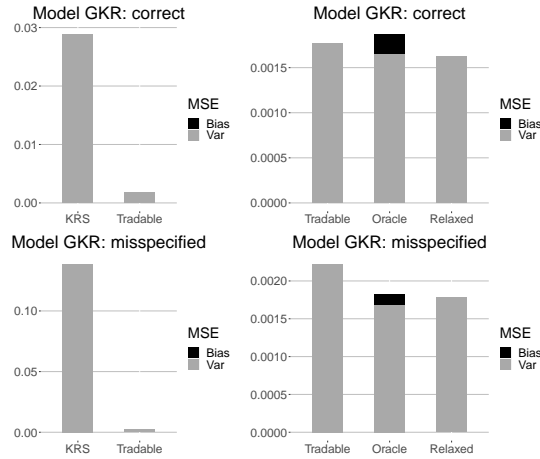 Model GKR: correct
0.03
0.02
0.01
0.00
KRS
Tradable
MSE
Bias
Var
Model GKR: correct
0.0015
0.0010
0.0005
0.0000
Tradable
Oracle
Relaxed
MSE
Bias
Var
Model GKR: misspecified
0.10
0.05
0.00
KRS
Tradable
MSE
Bias
Var
Model GKR: misspecified
0.0020
0.0015
0.0010
0.0005
0.0000
Tradable
Oracle
Relaxed
MSE
Bias
Var